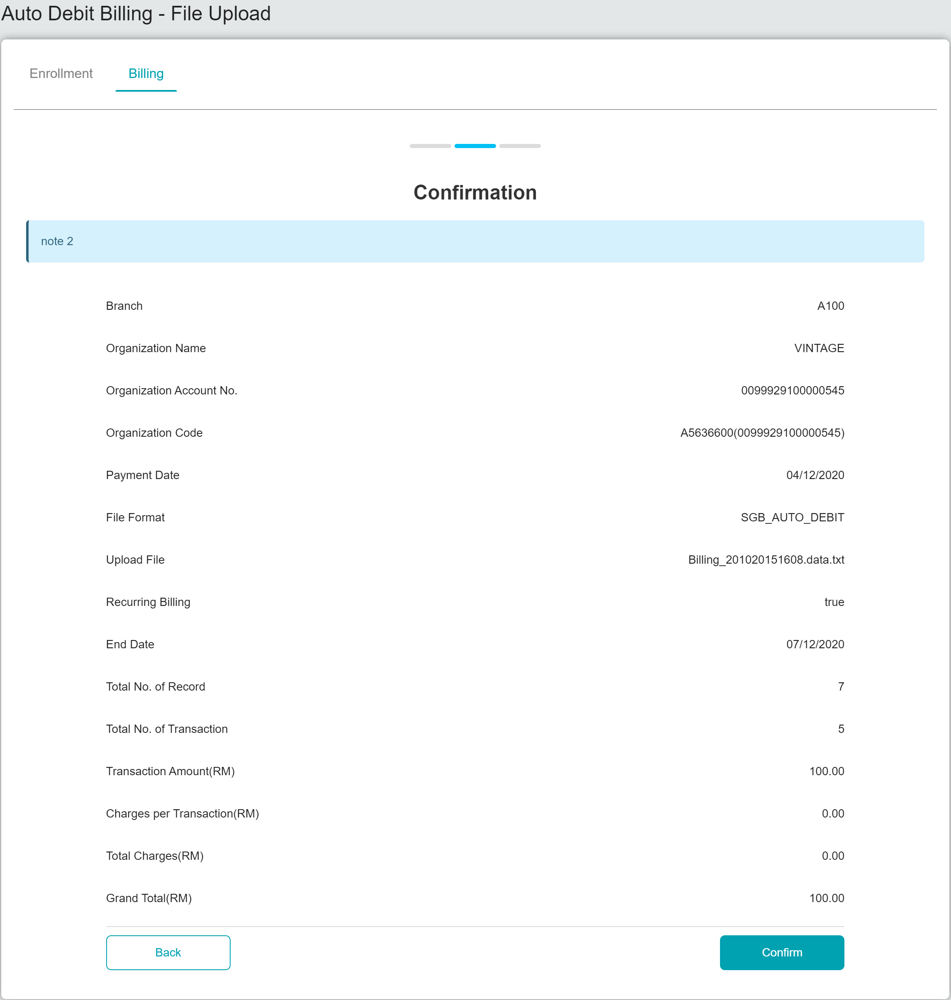 Auto Debit Billing - File Upload
Enrollment Billing
Confirmation
note 2
Branch A100
Organization Name VINTAGE
Organization Account No. 0099929100000545
Organization Code A5636600(0099929100000545)
Payment Date 04/12/2020
File Format SGB_AUTO_DEBIT
Upload File Billing_201020151608.data.txt
Recurring Billing true
End Date 07/12/2020
Total No. of Record 7
Total No. of Transaction 5
Transaction Amount(RM) 100.00
Charges per Transaction(RM) 0.00
Total Charges(RM) 0.00
Grand Total(RM) 100.00
Back Confirm